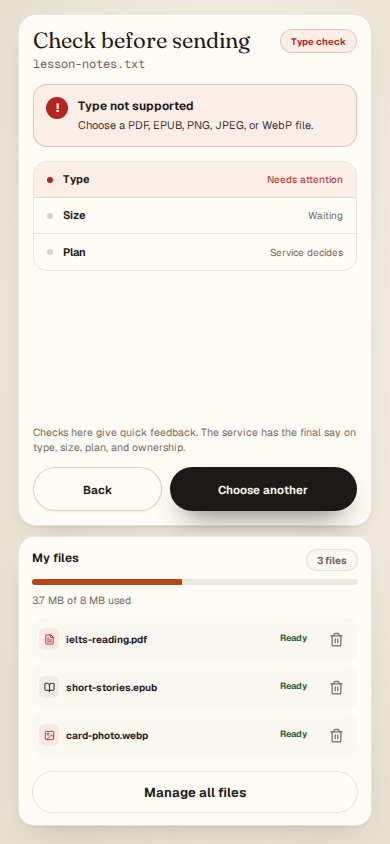 Check before sending
Type check
lesson-notes.txt
!
Type not supported
Choose a PDF, EPUB, PNG, JPEG, or WebP file.
Type
Needs attention
Size
Waiting
Plan
Service decides
Checks here give quick feedback. The service has the final say on
type, size, plan, and ownership.
Back
Choose another
My files
3 files
3.7 MB of 8 MB used
ielts-reading.pdf
Ready
short-stories.epub
Ready
card-photo.webp
Ready
Manage all files